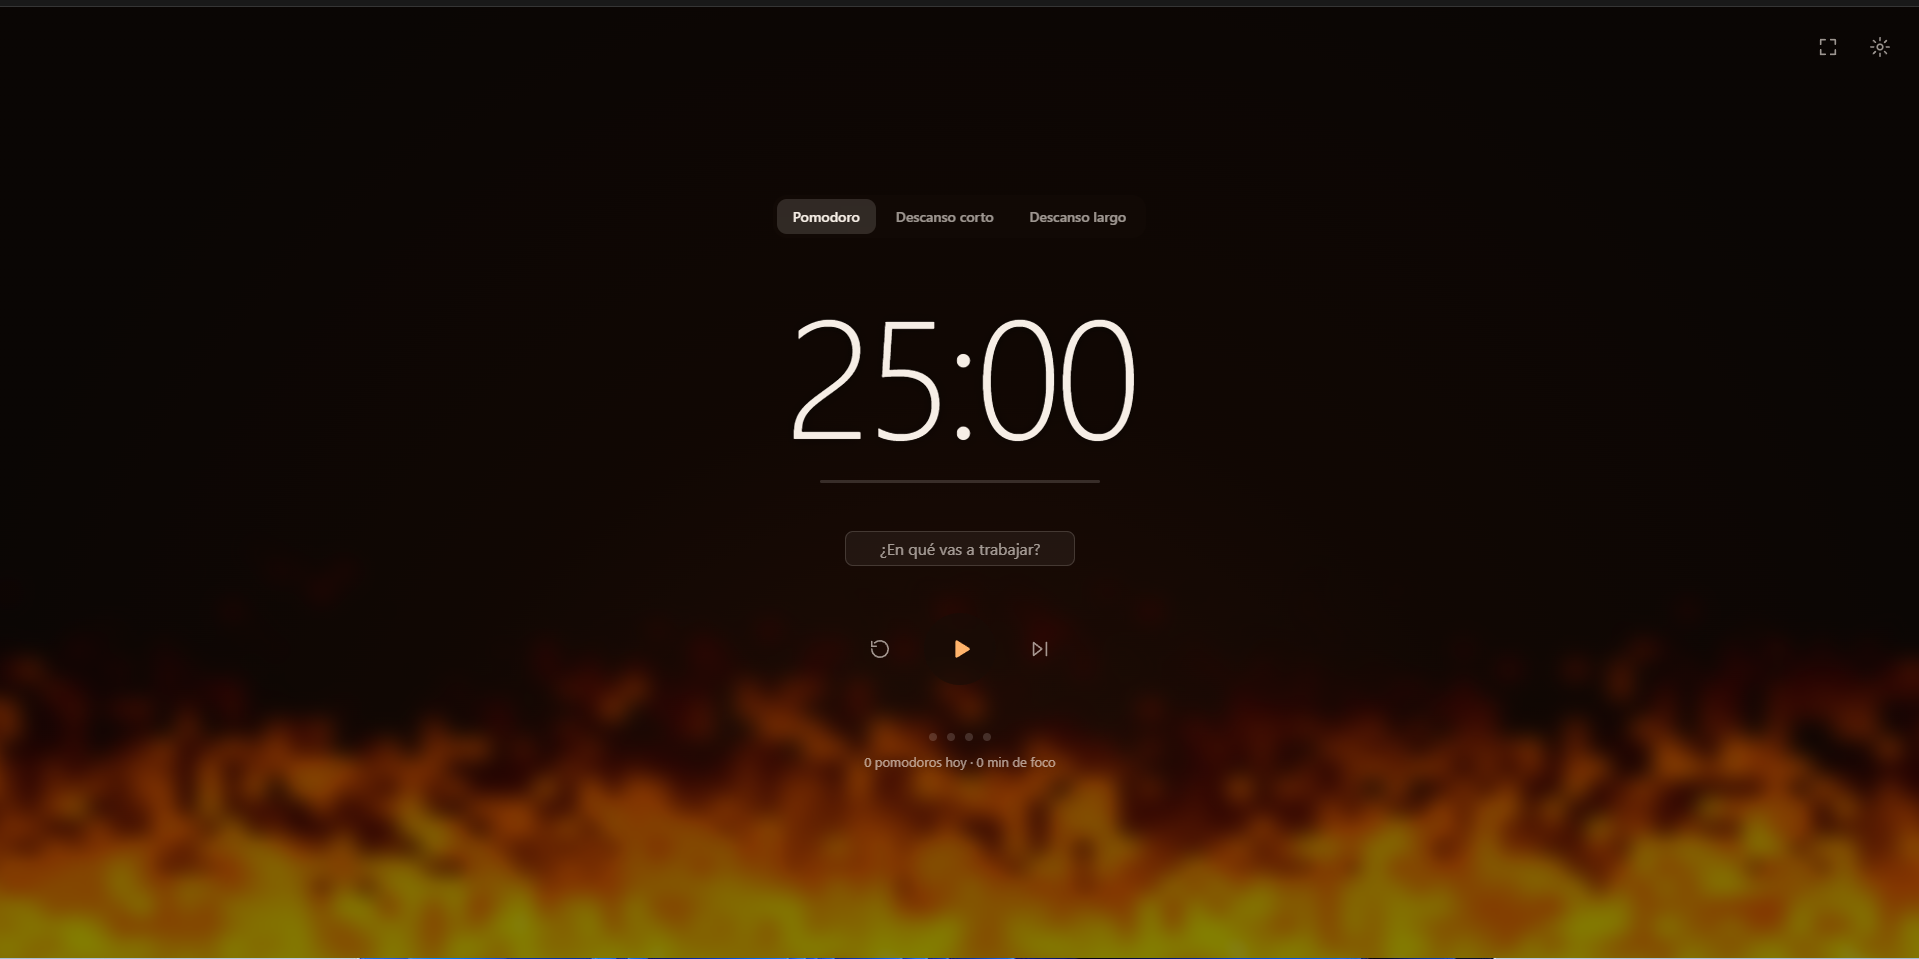 Pomodoro Descanso corto Descanso largo
25:00
¿En qué vas a trabajar?
0 pomodoros hoy · 0 min de foco